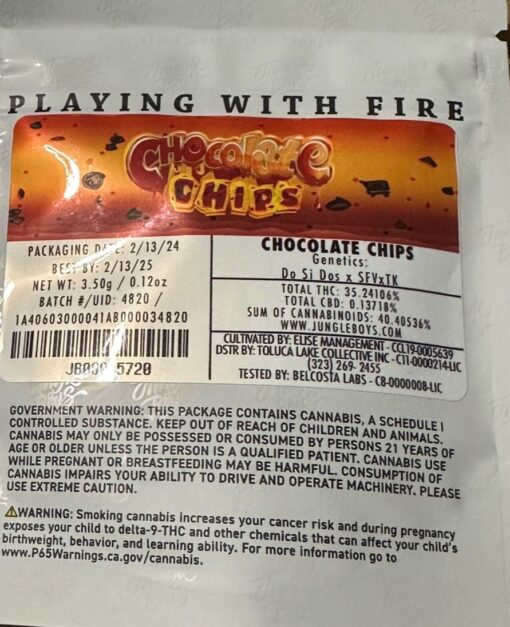 PLAYING WITH FIRE
CHOCOLATE
CHIPS
PACKAGING DATE: 2/13/24
BEST BY: 2/13/25
NET WT: 3.50g / 0.12oz
BATCH #/UID: 4820 /
1A40603000041AB000034820
5720
CHOCOLATE CHIPS
Genetics:
Do Si Dos x SFVxTK
TOTAL THC: 35.24106%
TOTAL CBD: 0.13718%
SUM OF CANNABINOIDS: 40.40536%
WWW.JUNGLEBOYS.COM
CULTIVATED BY: ELISE MANAGEMENT - CCL19-0005639
DSTR BY: TOLUCA LAKE COLLECTIVE INC - C11-0000214-LIC
(323) 269-2455
TESTED BY: BELCOSTA LABS - C8-0000008-LIC
GOVERNMENT WARNING: THIS PACKAGE CONTAINS CANNABIS, A SCHEDULE I
CONTROLLED SUBSTANCE. KEEP OUT OF REACH OF CHILDREN AND ANIMALS.
CANNABIS MAY ONLY BE POSSESSED OR CONSUMED BY PERSONS 21 YEARS OF
AGE OR OLDER UNLESS THE PERSON IS A QUALIFIED PATIENT. CANNABIS USE
WHILE PREGNANT OR BREASTFEEDING MAY BE HARMFUL. CONSUMPTION OF
CANNABIS IMPAIRS YOUR ABILITY TO DRIVE AND OPERATE MACHINERY. PLEASE
USE EXTREME CAUTION.
⚠WARNING: Smoking cannabis increases your cancer risk and during pregnancy
exposes your child to delta-9-THC and other chemicals that can affect your child's
birthweight, behavior, and learning ability. For more information go to
www.P65Warnings.ca.gov/cannabis.